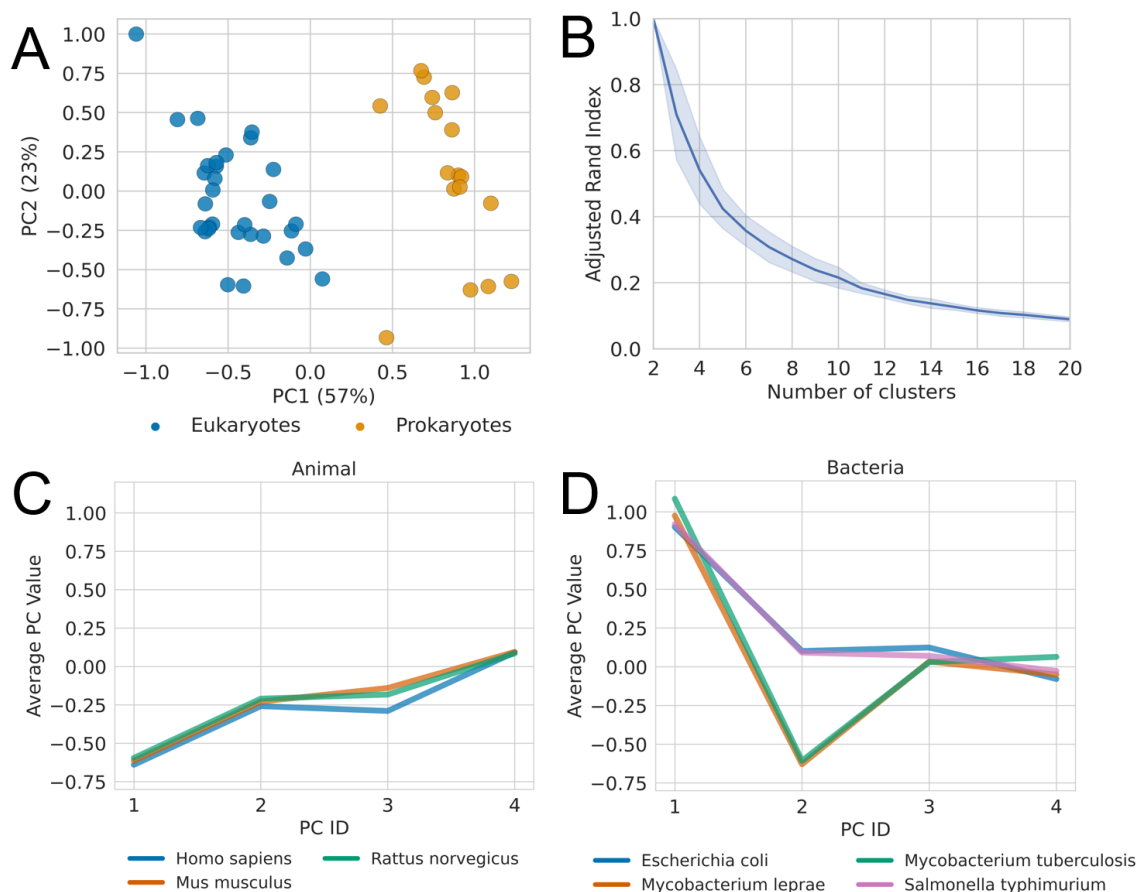 A
1.00
0.75
0.50
0.25
0.00
−0.25
−0.50
−0.75
−1.00
PC2 (23%)
−1.0 −0.5 0.0 0.5 1.0
PC1 (57%)
Eukaryotes Prokaryotes
B
1.0
0.8
0.6
0.4
0.2
0.0
Adjusted Rand Index
2 4 6 8 10 12 14 16 18 20
Number of clusters
C
Animal
1.00
0.75
0.50
0.25
0.00
−0.25
−0.50
−0.75
Average PC Value
1 2 3 4
PC ID
Homo sapiens Rattus norvegicus
Mus musculus
D
Bacteria
1.00
0.75
0.50
0.25
0.00
−0.25
−0.50
−0.75
Average PC Value
1 2 3 4
PC ID
Escherichia coli Mycobacterium tuberculosis
Mycobacterium leprae Salmonella typhimurium